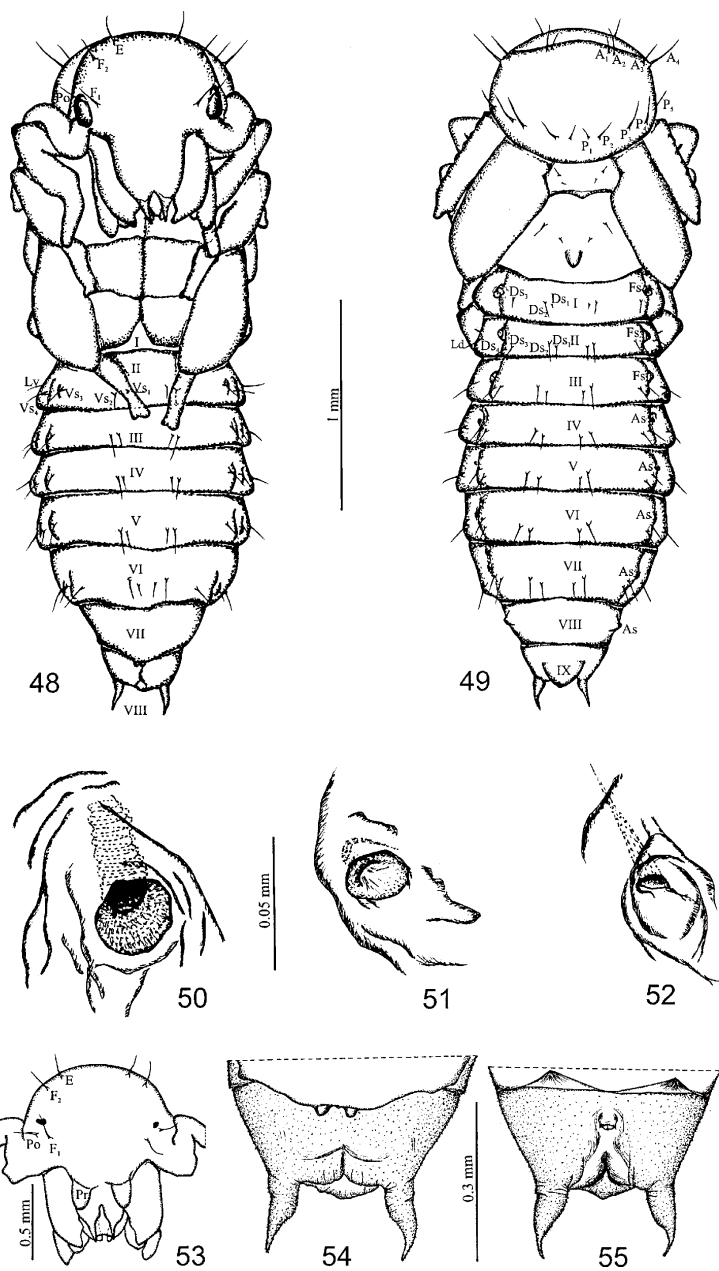 E
F₂
Po F₁
I
II
Lv Vs₃ Vs₂ Vs₁
Vs₄
III
IV
V
VI
VII
VIII
48
1 mm
A₁ A₂ A₃ A₄
P₅
P₁ P₂ P₃ P₄
Ds₃ Ds₁ I Fs
Ds₂
Ld Ds₄ Ds₃ Ds₂ Ds₁ II Fs
III Fs
IV As
V As
VI As
VII As
VIII As
IX
49
50
0.05 mm
51
52
E
F₂
Po F₁
Pr
0.5 mm
53
54
0.3 mm
55